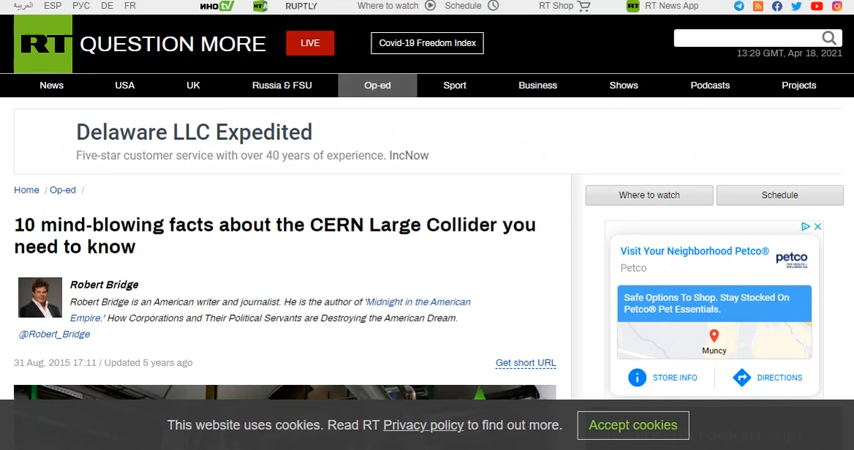 العربية ESP РУС DE FR ИНОTV RT RUPTLY Where to watch Schedule RT Shop RT RT News App
RT QUESTION MORE LIVE Covid-19 Freedom Index
13:29 GMT, Apr 18, 2021
News USA UK Russia & FSU Op-ed Sport Business Shows Podcasts Projects
Delaware LLC Expedited
Five-star customer service with over 40 years of experience. IncNow
Home / Op-ed /
Where to watch Schedule
10 mind-blowing facts about the CERN Large Collider you
need to know
Robert Bridge
Robert Bridge is an American writer and journalist. He is the author of 'Midnight in the American
Empire,' How Corporations and Their Political Servants are Destroying the American Dream.
@Robert_Bridge
31 Aug, 2015 17:11 / Updated 5 years ago
Get short URL
Visit Your Neighborhood Petco®
Petco
petco
Safe Options To Shop. Stay Stocked On
Petco® Pet Essentials.
Muncy
STORE INFO DIRECTIONS
This website uses cookies. Read RT Privacy policy to find out more. Accept cookies